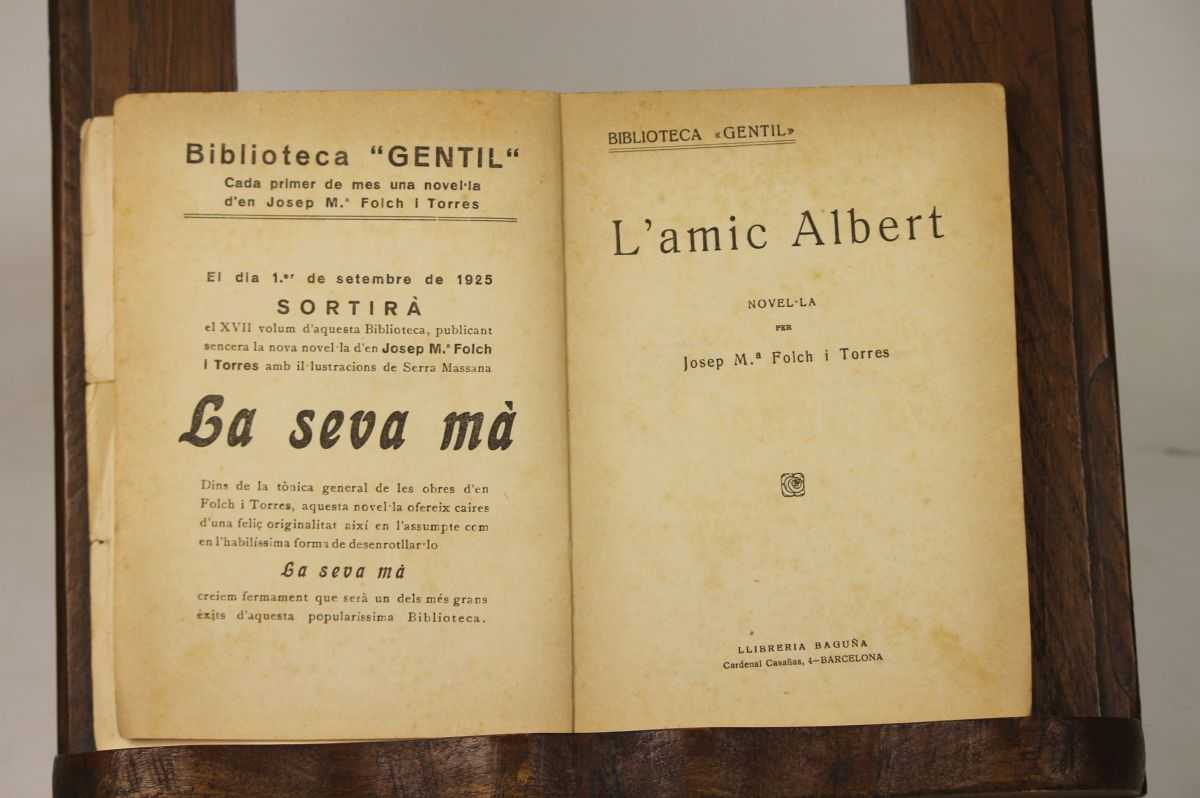 Biblioteca “GENTIL“
Cada primer de mes una novel·la
d'en Josep M.ª Folch i Torres
El dia 1.er de setembre de 1925
SORTIRÀ
el XVII volum d'aquesta Biblioteca, publicant
sencera la nova novel·la d'en Josep M.ª Folch
i Torres amb il·lustracions de Serra Massana
La seva mà
Dins de la tònica general de les obres d'en
Folch i Torres, aquesta novel·la ofereix caires
d'una feliç originalitat així en l'assumpte com
en l'habilíssima forma de desenrotllar-lo
La seva mà
creiem fermament que serà un dels més grans
èxits d'aquesta popularíssima Biblioteca.
BIBLIOTECA «GENTIL»
L'amic Albert
NOVEL·LA
PER
Josep M.ª Folch i Torres
LLIBRERIA BAGUÑA
Cardenal Casañas, 4—BARCELONA